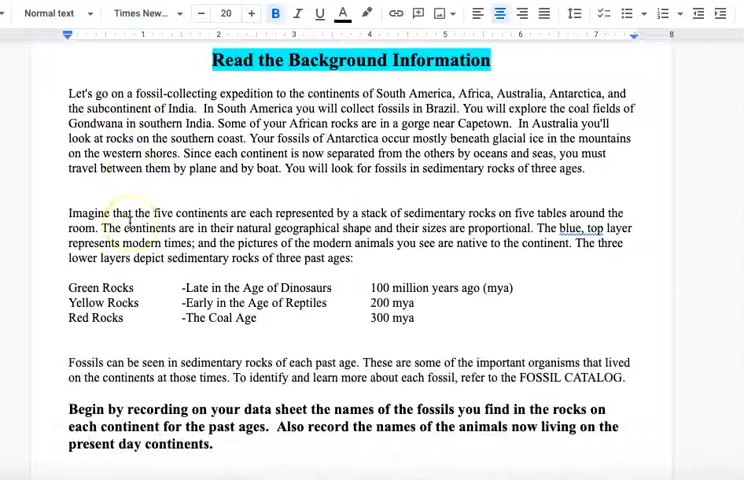 Normal text Times New... 20 B I U A
1 2 3 4 5 6 7 8
Read the Background Information
Let's go on a fossil-collecting expedition to the continents of South America, Africa, Australia, Antarctica, and
the subcontinent of India. In South America you will collect fossils in Brazil. You will explore the coal fields of
Gondwana in southern India. Some of your African rocks are in a gorge near Capetown. In Australia you'll
look at rocks on the southern coast. Your fossils of Antarctica occur mostly beneath glacial ice in the mountains
on the western shores. Since each continent is now separated from the others by oceans and seas, you must
travel between them by plane and by boat. You will look for fossils in sedimentary rocks of three ages.
Imagine that the five continents are each represented by a stack of sedimentary rocks on five tables around the
room. The continents are in their natural geographical shape and their sizes are proportional. The blue, top layer
represents modern times; and the pictures of the modern animals you see are native to the continent. The three
lower layers depict sedimentary rocks of three past ages:
Green Rocks -Late in the Age of Dinosaurs 100 million years ago (mya)
Yellow Rocks -Early in the Age of Reptiles 200 mya
Red Rocks -The Coal Age 300 mya
Fossils can be seen in sedimentary rocks of each past age. These are some of the important organisms that lived
on the continents at those times. To identify and learn more about each fossil, refer to the FOSSIL CATALOG.
Begin by recording on your data sheet the names of the fossils you find in the rocks on
each continent for the past ages. Also record the names of the animals now living on the
present day continents.